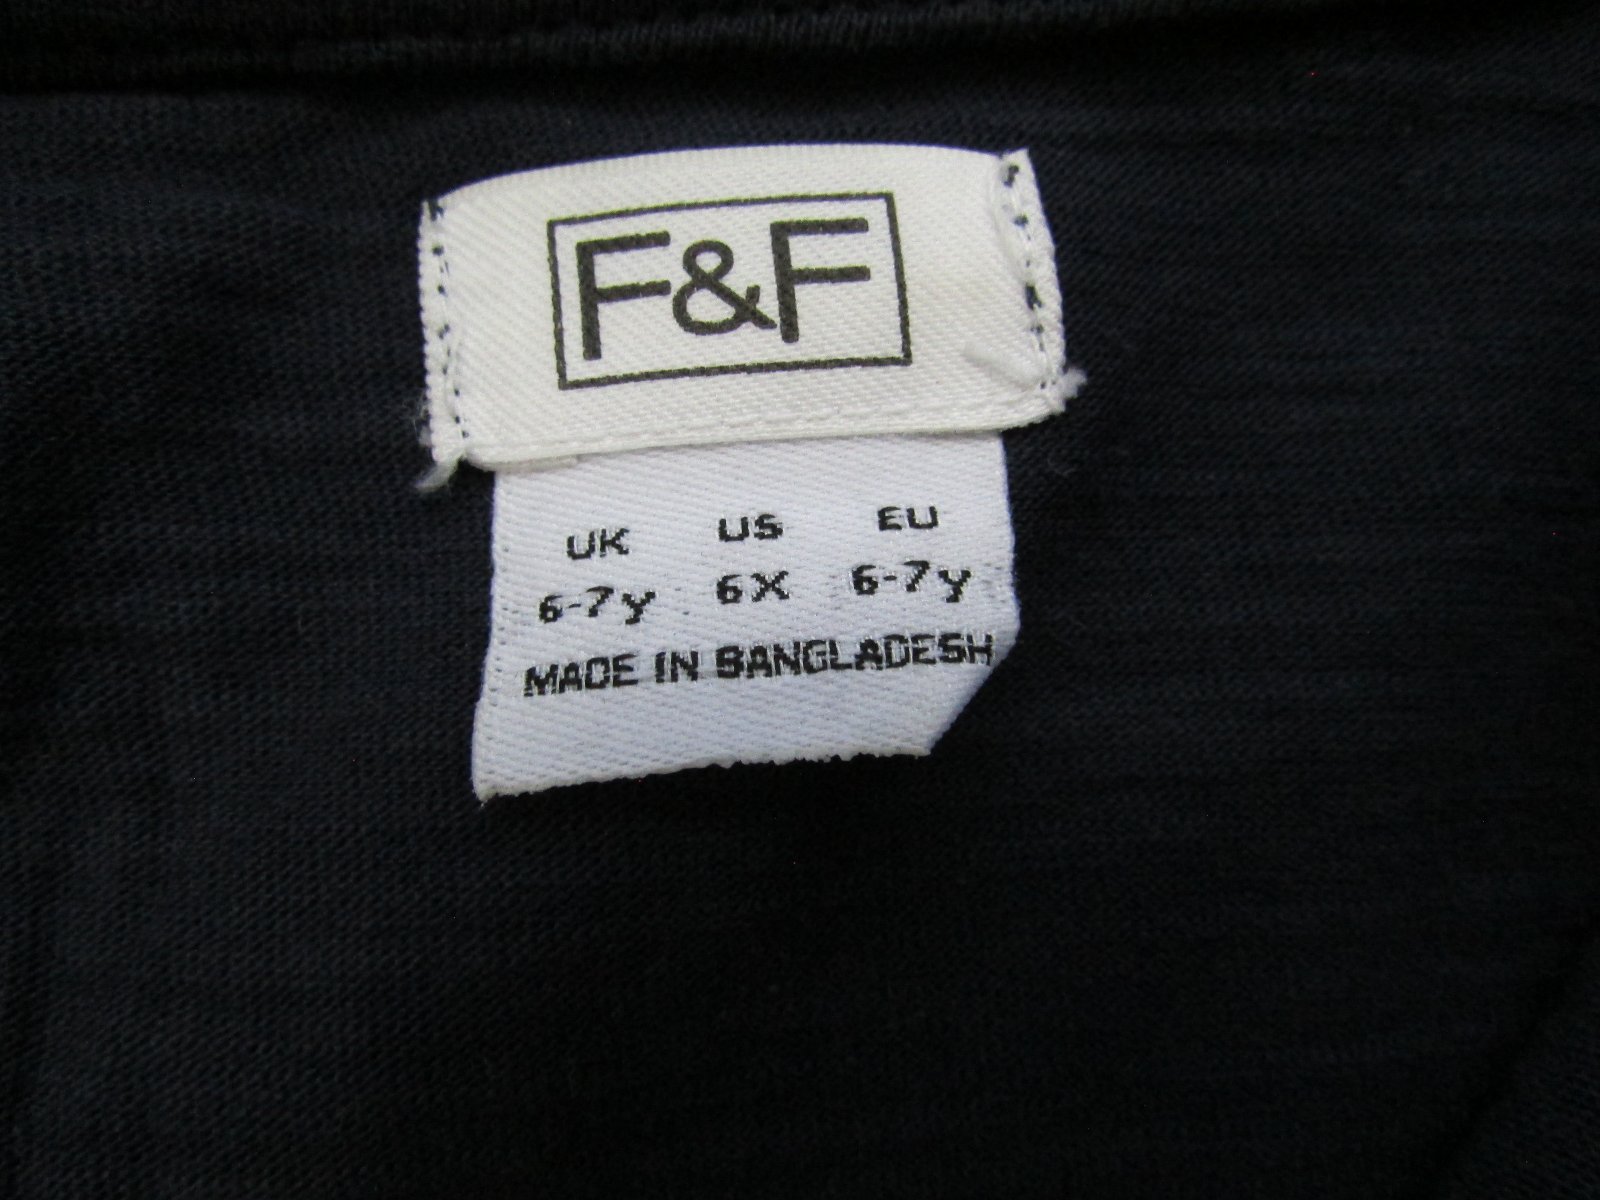 F&F
UK US EU
6-7y 6X 6-7y
MADE IN BANGLADESH